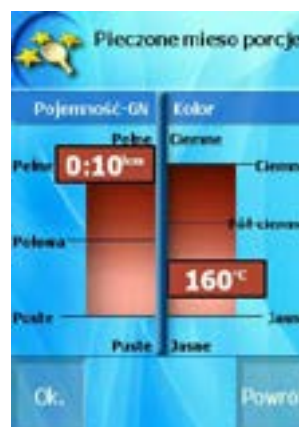 Pieczone mieso porcje
Pojemność-GN Kolor
Pełne Ciemne
Pełne 0:10 Ciemne
Pół-ciemne
Połowa
160°C
Puste Jasne
Puste Jasne
Ok. Powró